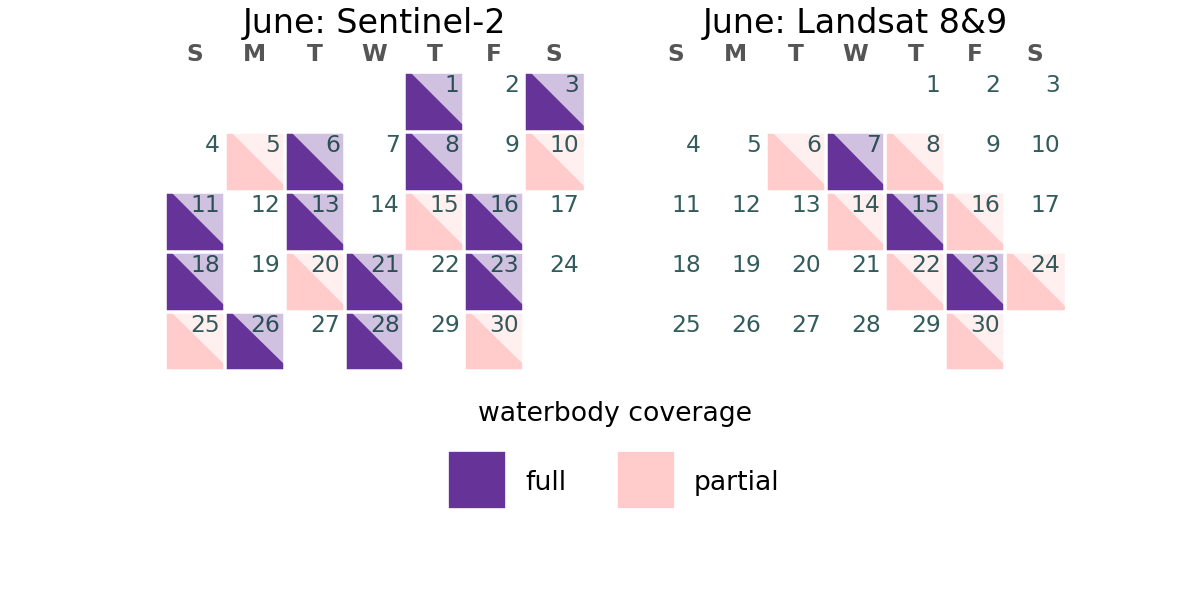 June: Sentinel-2
S M T W T F S
1 2 3
4 5 6 7 8 9 10
11 12 13 14 15 16 17
18 19 20 21 22 23 24
25 26 27 28 29 30
June: Landsat 8&9
S M T W T F S
1 2 3
4 5 6 7 8 9 10
11 12 13 14 15 16 17
18 19 20 21 22 23 24
25 26 27 28 29 30
waterbody coverage
full partial